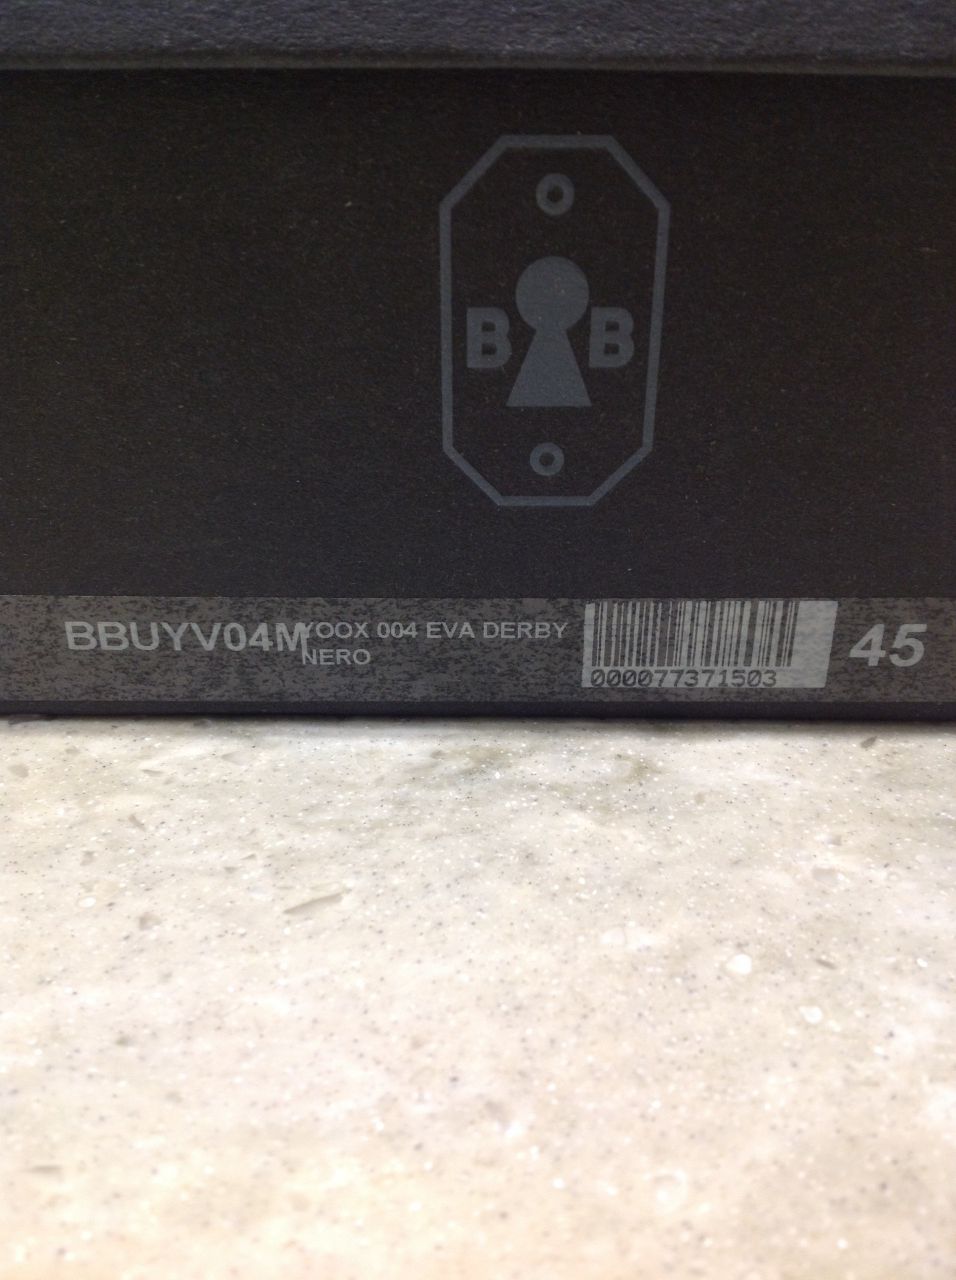 B B
BBUYV04M YOOX 004 EVA DERBY
NERO
000077371503
45